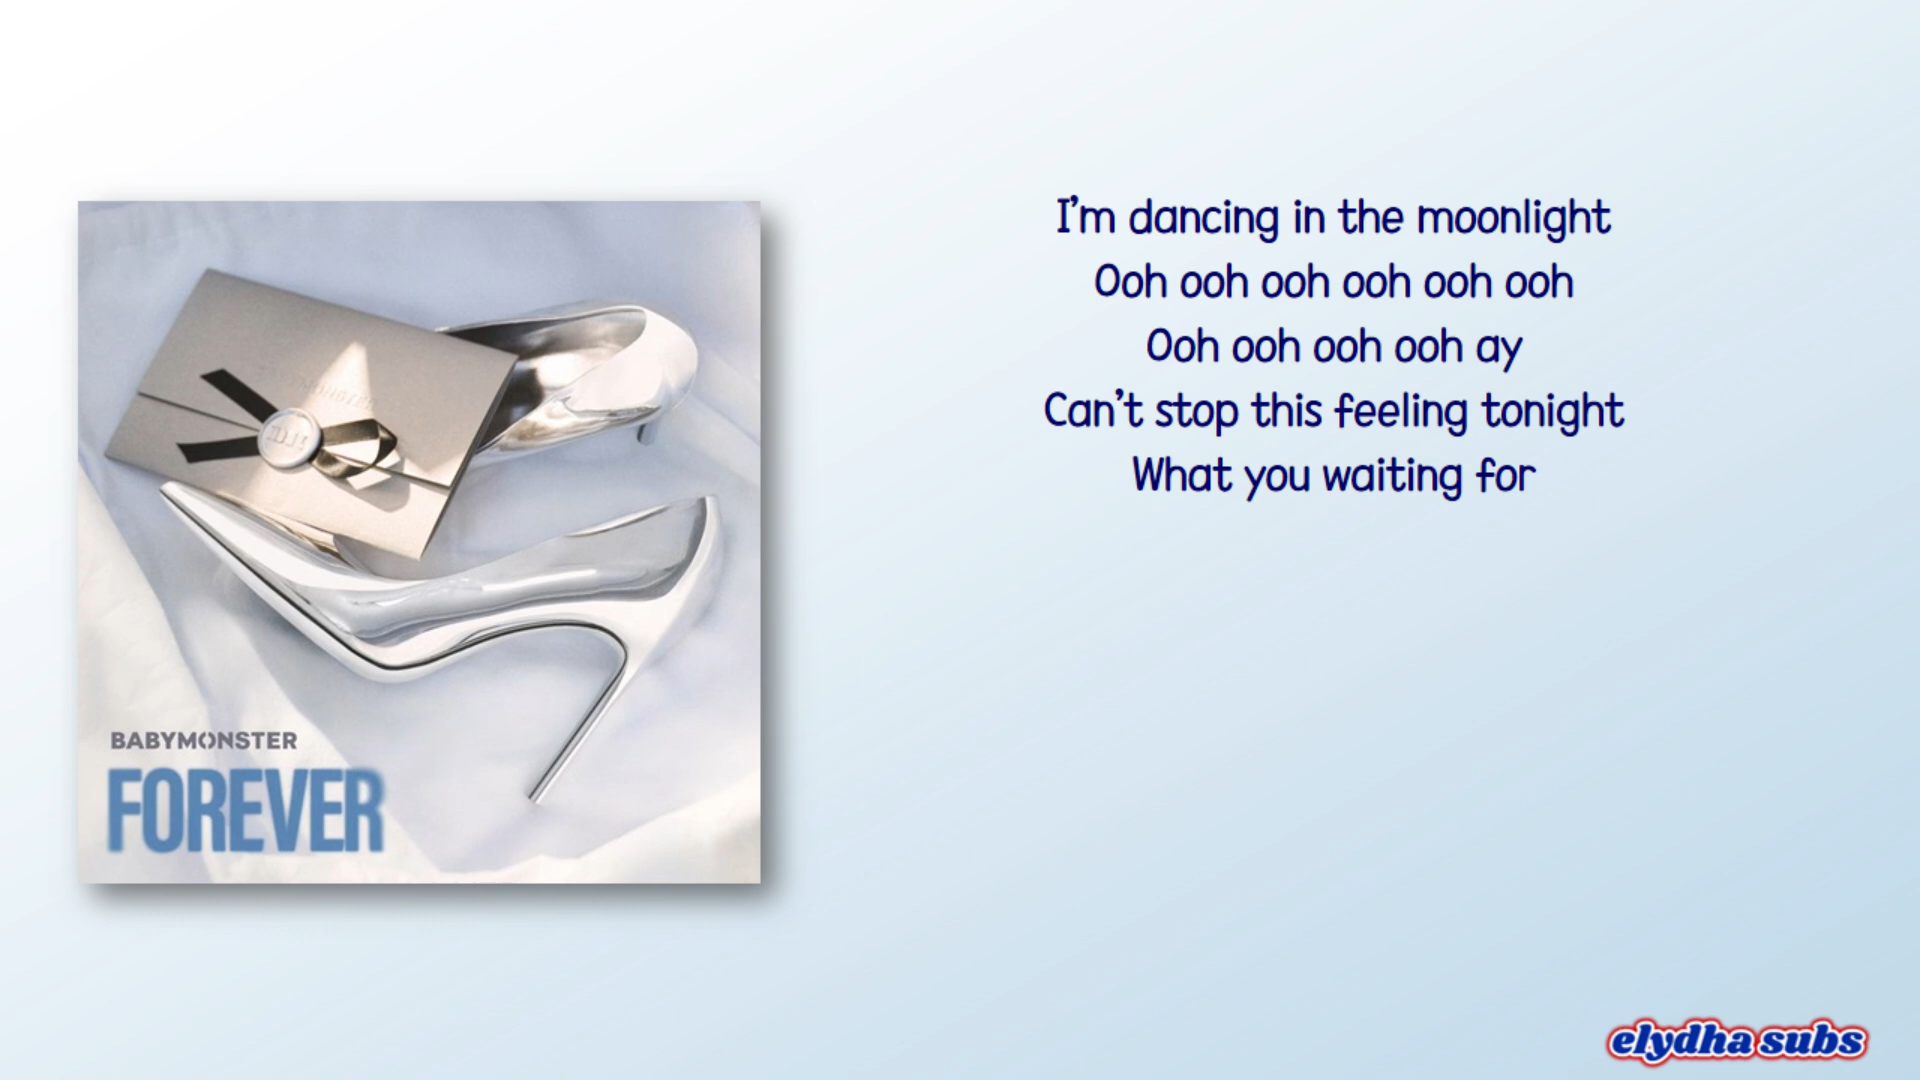 I'm dancing in the moonlight
Ooh ooh ooh ooh ooh ooh
Ooh ooh ooh ooh ay
Can't stop this feeling tonight
What you waiting for
BABYMONSTER
FOREVER
elydha subs